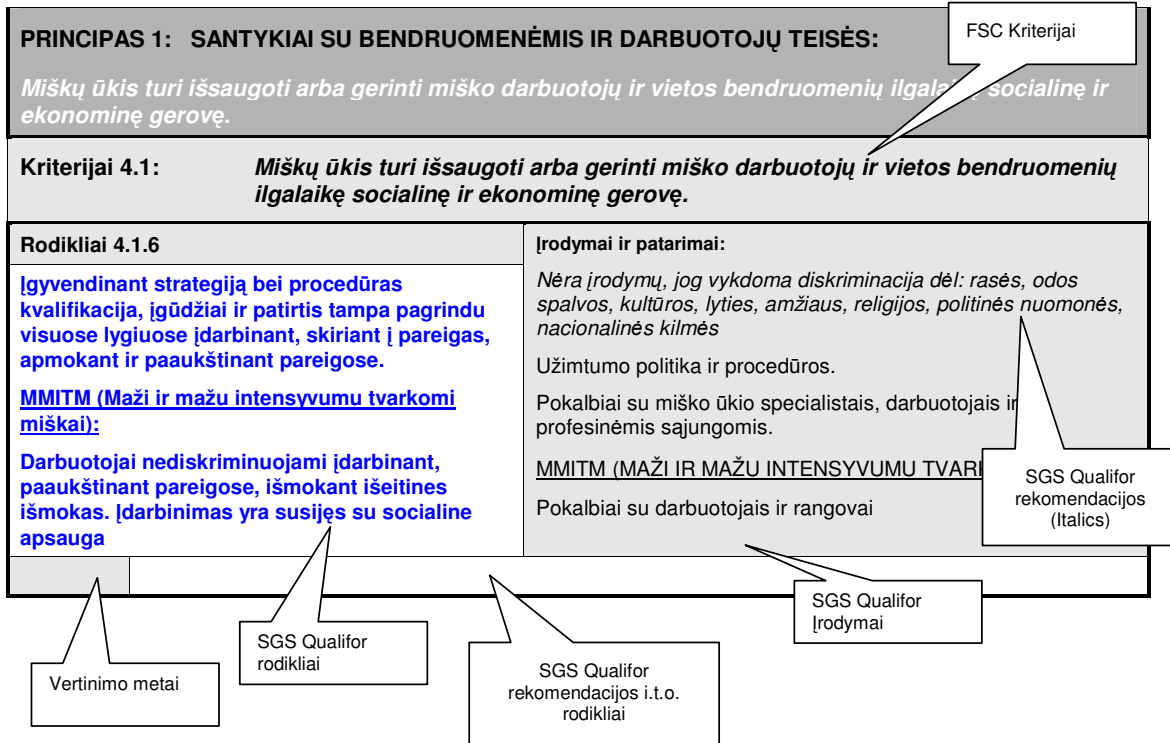 PRINCIPAS 1: SANTYKIAI SU BENDRUOMENĖMIS IR DARBUOTOJŲ TEISĖS:
Miškų ūkis turi išsaugoti arba gerinti miško darbuotojų ir vietos bendruomenių ilgalaikę socialinę ir
ekonominę gerovę.
FSC Kriterijai
Kriterijai 4.1: Miškų ūkis turi išsaugoti arba gerinti miško darbuotojų ir vietos bendruomenių
ilgalaikę socialinę ir ekonominę gerovę.
Rodikliai 4.1.6
Įgyvendinant strategiją bei procedūras
kvalifikacija, įgūdžiai ir patirtis tampa pagrindu
visuose lygiuose įdarbinant, skiriant į pareigas,
apmokant ir paaukštinant pareigose.
MMITM (Maži ir mažu intensyvumu tvarkomi
miškai):
Darbuotojai nediskriminuojami įdarbinant,
paaukštinant pareigose, išmokant išeitines
išmokas. Įdarbinimas yra susijęs su socialine
apsauga
Įrodymai ir patarimai:
Nėra įrodymų, jog vykdoma diskriminacija dėl: rasės, odos
spalvos, kultūros, lyties, amžiaus, religijos, politinės nuomonės,
nacionalinės kilmės
Užimtumo politika ir procedūros.
Pokalbiai su miško ūkio specialistais, darbuotojais ir
profesinėmis sąjungomis.
MMITM (MAŽI IR MAŽU INTENSYVUMU
Pokalbiai su darbuotojais ir rangovai
SGS Qualifor
rekomendacijos
(Italics)
SGS Qualifor
Įrodymai
SGS Qualifor
rodikliai
SGS Qualifor
rekomendacijos i.t.o.
rodikliai
Vertinimo metai